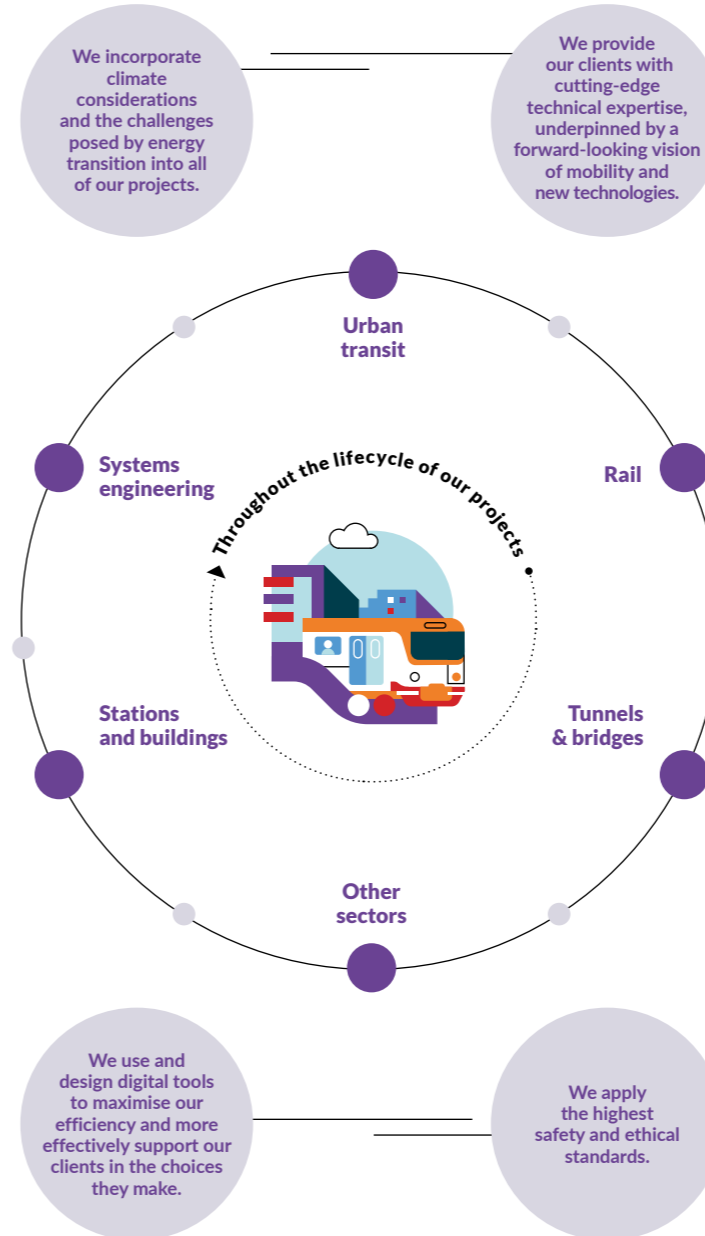 We incorporate
climate
considerations
and the challenges
posed by energy
transition into all
of our projects.
We provide
our clients with
cutting-edge
technical expertise,
underpinned by a
forward-looking vision
of mobility and
new technologies.
Urban
transit
Systems
engineering
Rail
Throughout the lifecycle of our projects
Stations
and buildings
Tunnels
& bridges
Other
sectors
We use and
design digital tools
to maximise our
efficiency and more
effectively support our
clients in the choices
they make.
We apply
the highest
safety and ethical
standards.